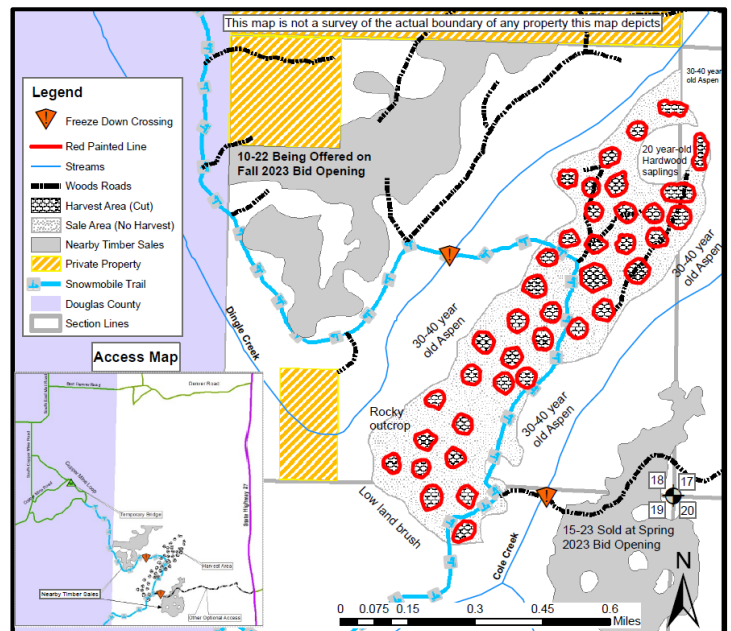 This map is not a survey of the actual boundary of any property this map depicts
Legend
Freeze Down Crossing
Red Painted Line
Streams
Woods Roads
Harvest Area (Cut)
Sale Area (No Harvest)
Nearby Timber Sales
Private Property
Snowmobile Trail
Douglas County
Section Lines
10-22 Being Offered on
Fall 2023 Bid Opening
30-40 year
old Aspen
20 year-old
Hardwood
saplings
30-40 year
old Aspen
30-40 year
old Aspen
30-40 year
old Aspen
Dingle Creek
Rocky
outcrop
Low land brush
Cole Creek
18
17
19
20
15-23 Sold at Spring
2023 Bid Opening
N
0
0.075
0.15
0.3
0.45
0.6
Miles
Access Map
Denver Road
State Highway 27
Copper Mine Loop
Temporary Bridge
Harvest Area
Nearby Timber Sales
Other Optional Access